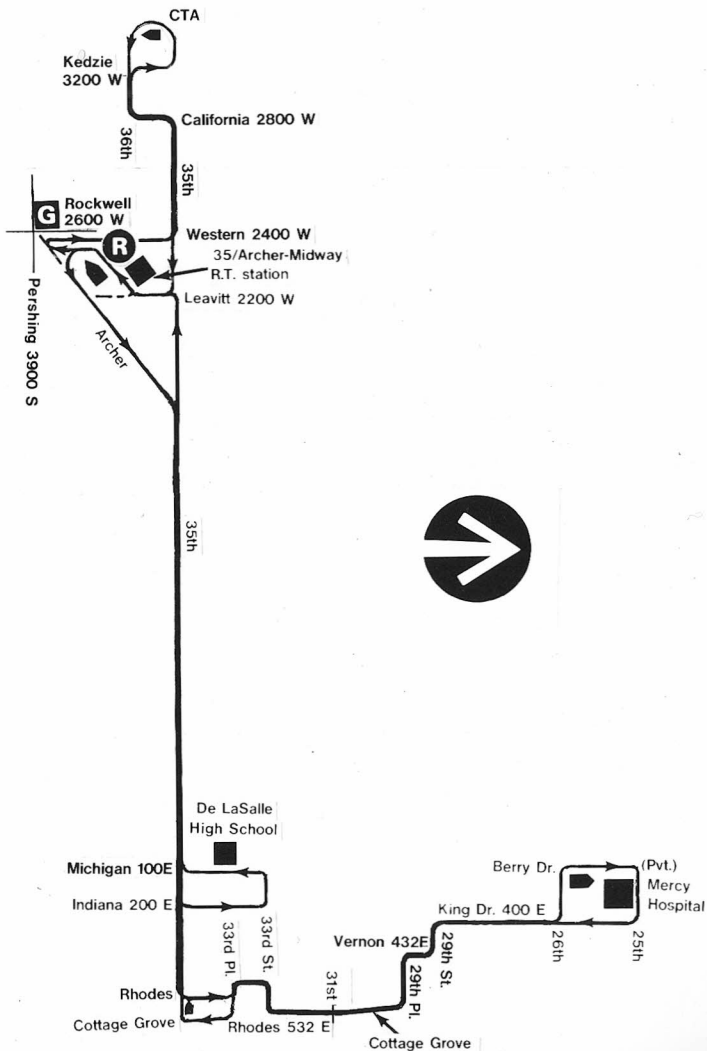 CTA
Kedzie
3200 W
California 2800 W
36th
35th
G
Rockwell
2600 W
R
Western 2400 W
35/Archer-Midway
R.T. station
Leavitt 2200 W
Pershing 3900 S
Archer
35th
De LaSalle
High School
Michigan 100E
Indiana 200 E
33rd Pl.
33rd St.
Berry Dr.
(Pvt.)
Mercy
Hospital
King Dr. 400 E
26th
25th
Vernon 432E
29th St.
29th Pl.
31st
Rhodes
Cottage Grove
Rhodes 532 E
Cottage Grove